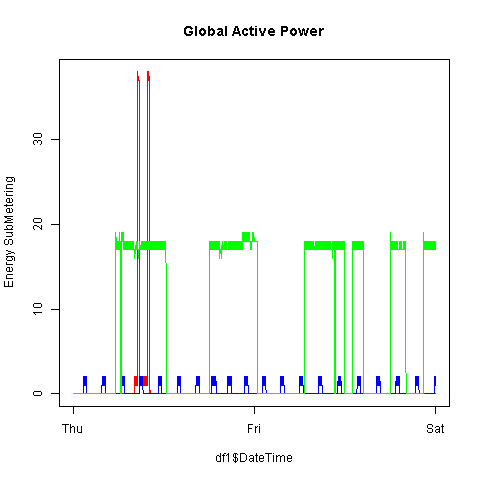 Global Active Power
Energy SubMetering
30
20
10
0
Thu
Fri
Sat
df1$DateTime